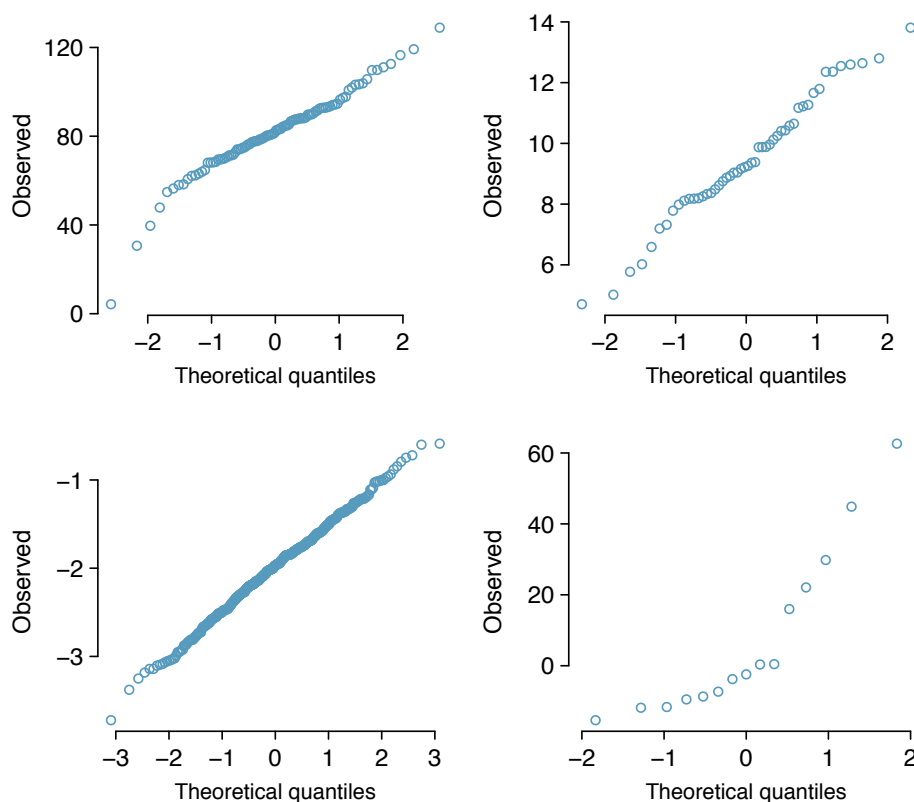 120
80
40
0
Observed
−2 −1 0 1 2
Theoretical quantiles
14
12
10
8
6
Observed
−2 −1 0 1 2
Theoretical quantiles
−1
−2
−3
Observed
−3 −2 −1 0 1 2 3
Theoretical quantiles
60
40
20
0
Observed
−2 −1 0 1 2
Theoretical quantiles